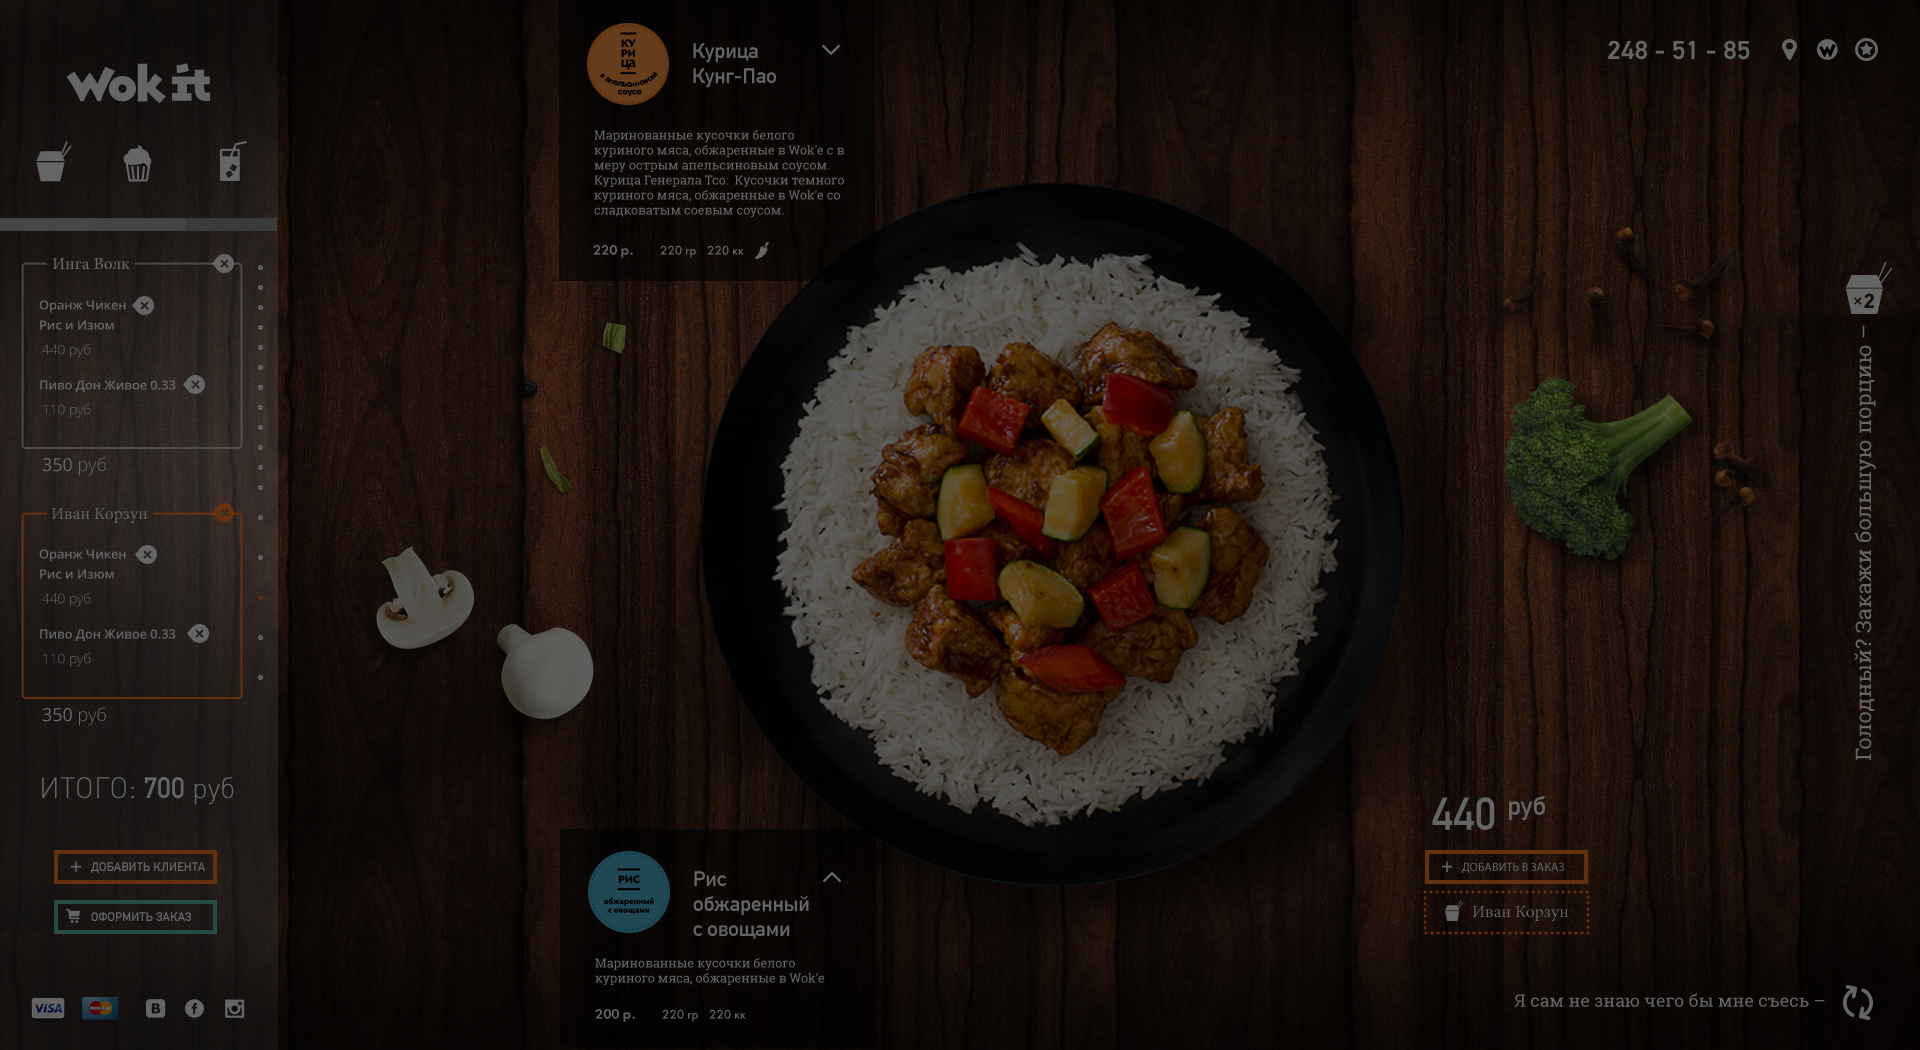 wok it
Инга Волк
Оранж Чикен
Рис и Изюм
440 руб
Пиво Дон Живое 0.33
110 руб
350 руб
Иван Корзун
Оранж Чикен
Рис и Изюм
440 руб
Пиво Дон Живое 0.33
110 руб
350 руб
ИТОГО: 700 руб
+ ДОБАВИТЬ КЛИЕНТА
ОФОРМИТЬ ЗАКАЗ
VISA
MasterCard
B
f
КУ
РИ
ца
в апельсиновом
соусе
Курица
Кунг-Пао
Маринованные кусочки белого
куриного мяса, обжаренные в Wok'e с в
меру острым апельсиновым соусом.
Курица Генерала Тсо: Кусочки темного
куриного мяса, обжаренные в Wok'e со
сладковатым соевым соусом.
220 р. 220 гр 220 кк
РИС
обжаренный
с овощами
Рис
обжаренный
с овощами
Маринованные кусочки белого
куриного мяса, обжаренные в Wok'e
200 р. 220 гр 220 кк
248 - 51 - 85
W
×2
Голодный? Закажи большую порцию –
440 руб
+ ДОБАВИТЬ В ЗАКАЗ
Иван Корзун
Я сам не знаю чего бы мне съесь –